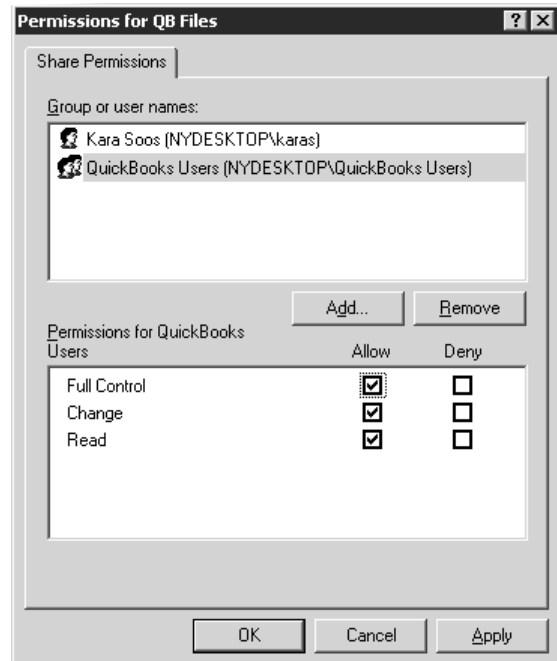 Permissions for QB Files
Share Permissions
Group or user names:
Kara Soos (NYDESKTOP\karas)
QuickBooks Users (NYDESKTOP\QuickBooks Users)
Add... Remove
Permissions for QuickBooks
Users Allow Deny
Full Control
Change
Read
OK Cancel Apply